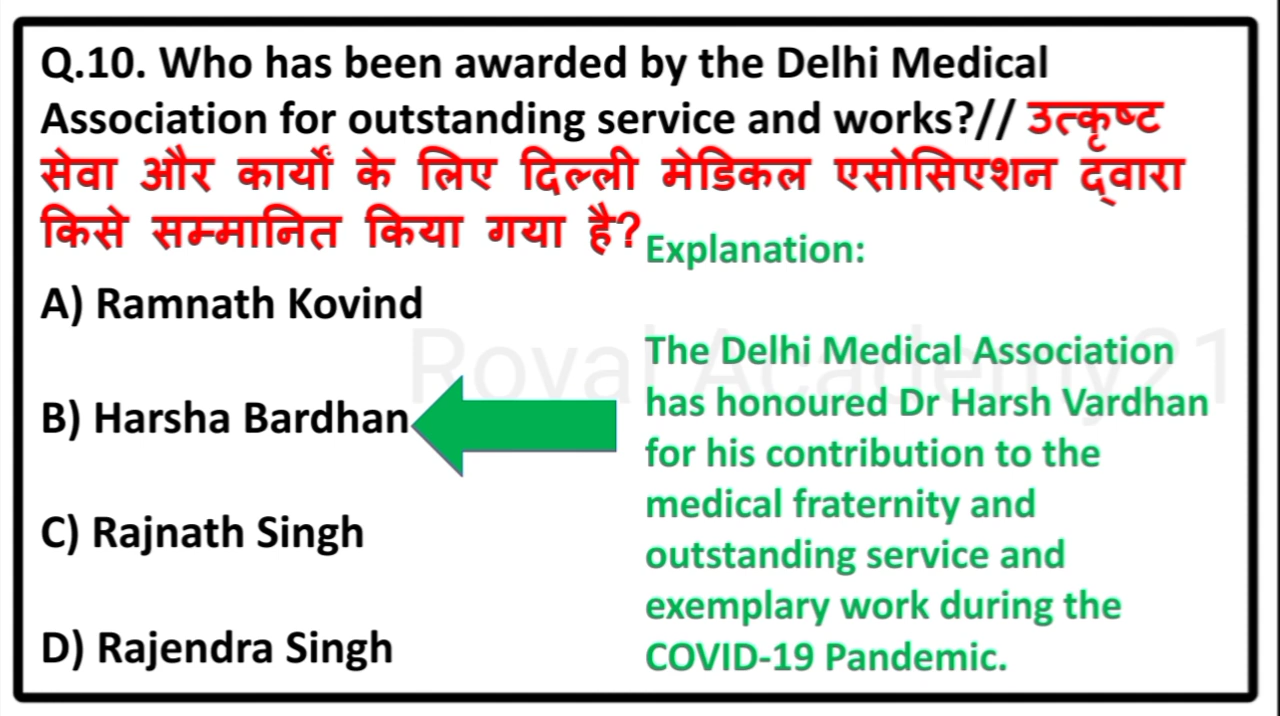 Q.10. Who has been awarded by the Delhi Medical
Association for outstanding service and works?// उत्कृष्ट
सेवा और कार्यों के लिए दिल्ली मेडिकल एसोसिएशन द्वारा
किसे सम्मानित किया गया है?
A) Ramnath Kovind
B) Harsha Bardhan
C) Rajnath Singh
D) Rajendra Singh
Explanation:
The Delhi Medical Association
has honoured Dr Harsh Vardhan
for his contribution to the
medical fraternity and
outstanding service and
exemplary work during the
COVID-19 Pandemic.
Royal Academy21